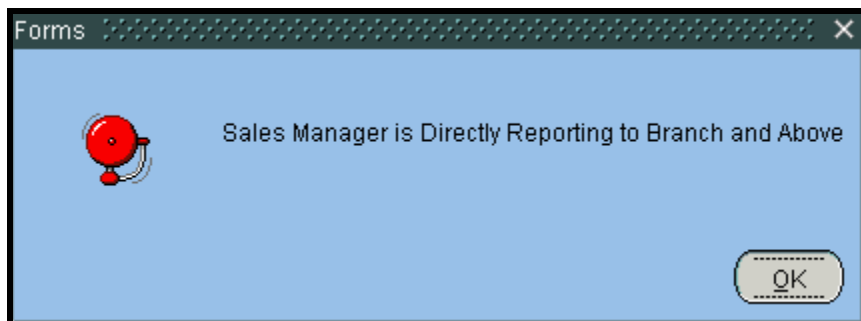 Forms
Sales Manager is Directly Reporting to Branch and Above
OK